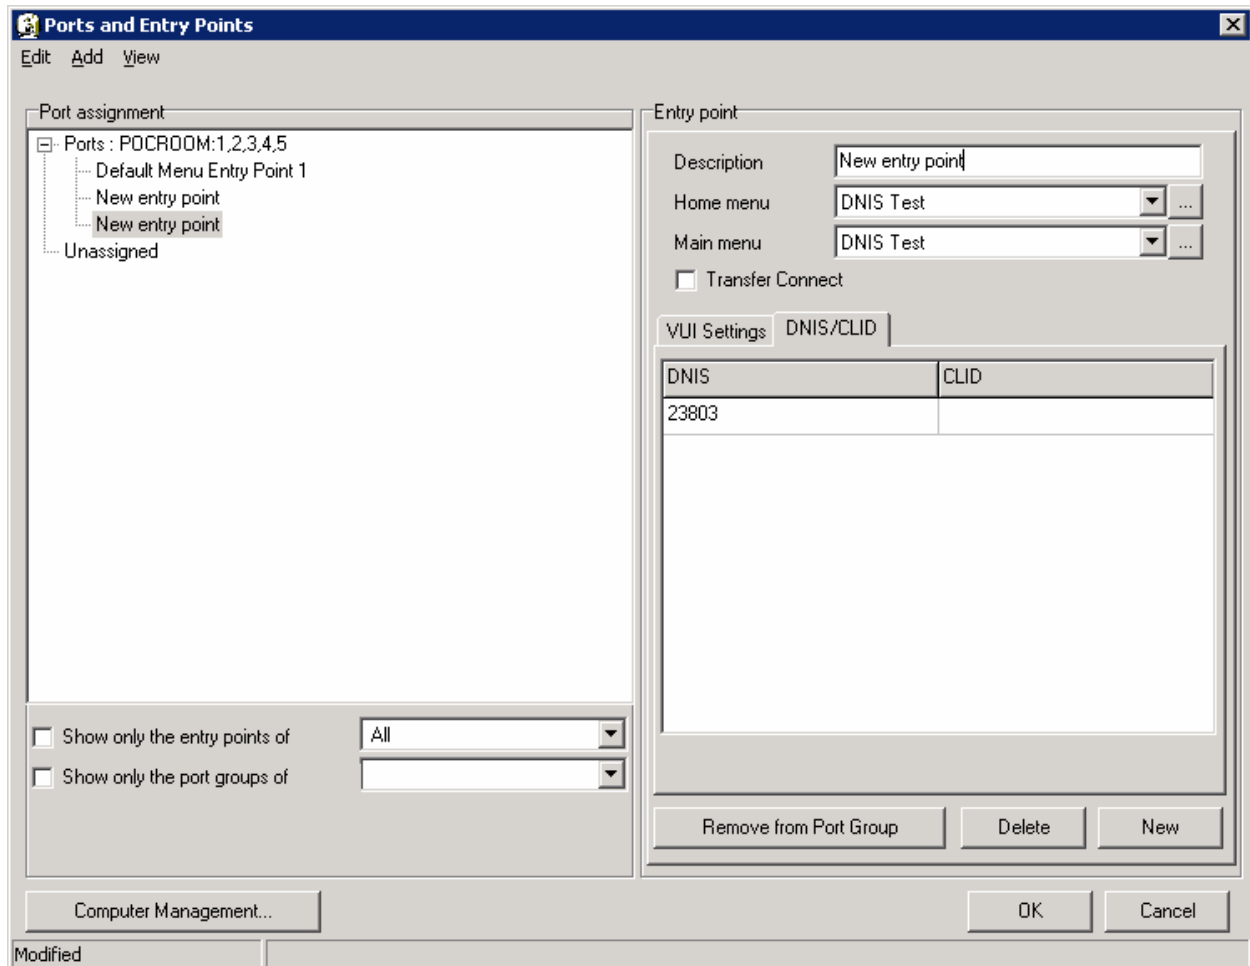 Ports and Entry Points
Edit Add View
Port assignment
Ports : POCROOM:1,2,3,4,5
Default Menu Entry Point 1
New entry point
New entry point
Unassigned
Show only the entry points of All
Show only the port groups of
Entry point
Description New entry point
Home menu DNIS Test ...
Main menu DNIS Test ...
Transfer Connect
VUI Settings DNIS/CLID
DNIS CLID
23803
Remove from Port Group Delete New
Computer Management... OK Cancel
Modified